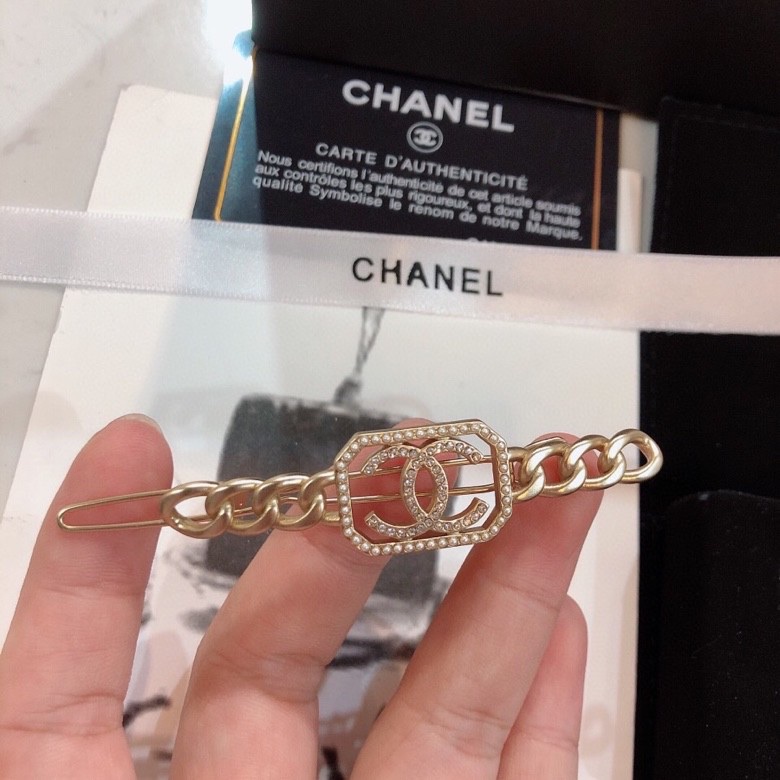 CHANEL
CARTE D'AUTHENTICITÉ
Nous certifions l'authenticité de cet article soumis
aux contrôles les plus rigoureux, et dont la haute
qualité Symbolise le renom de notre Marque.
CHANEL